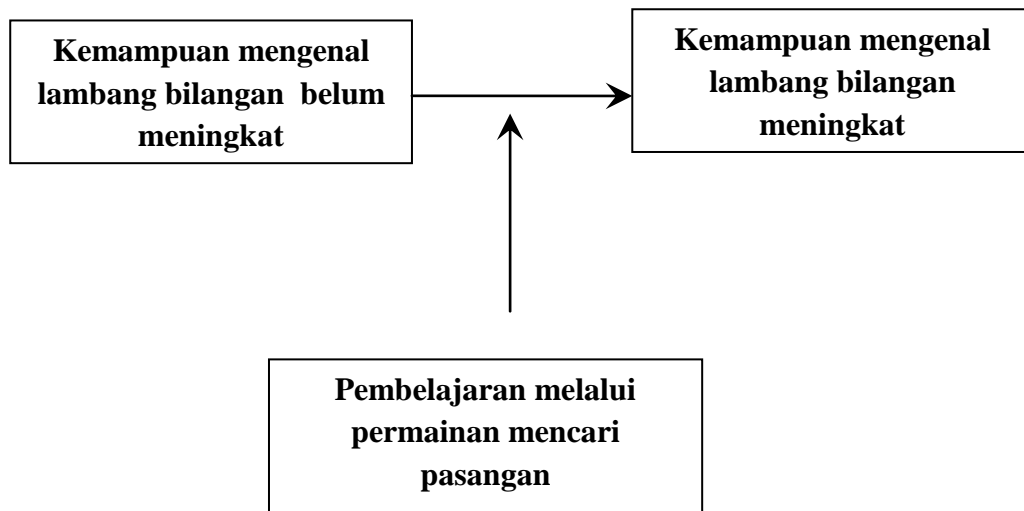 Kemampuan mengenal
lambang bilangan  belum
meningkat
Kemampuan mengenal
lambang bilangan
meningkat
Pembelajaran melalui
permainan mencari
pasangan